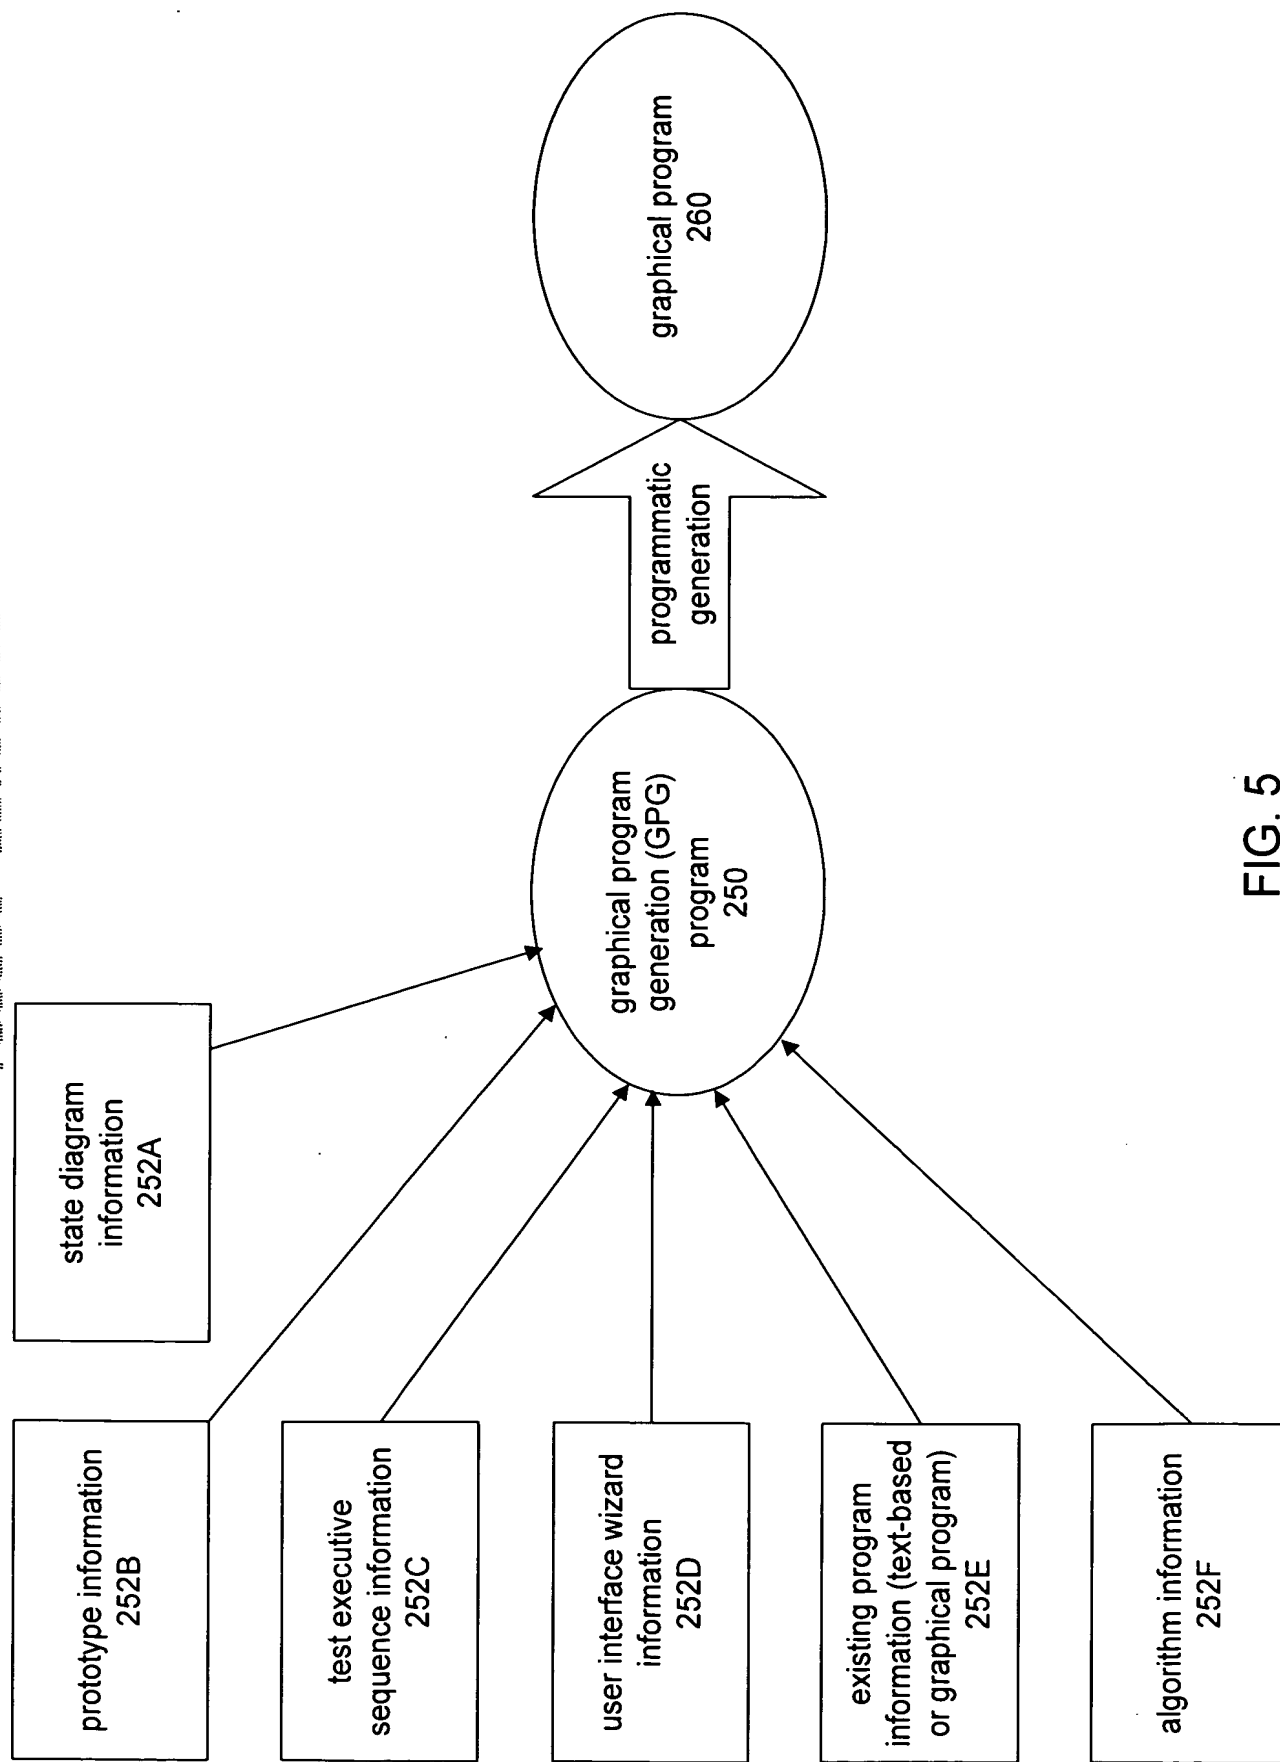 state diagram
information
252A
prototype information
252B
test executive
sequence information
252C
user interface wizard
information
252D
existing program
information (text-based
or graphical program)
252E
algorithm information
252F
graphical program
generation (GPG)
program
250
programmatic
generation
graphical program
260
FIG. 5